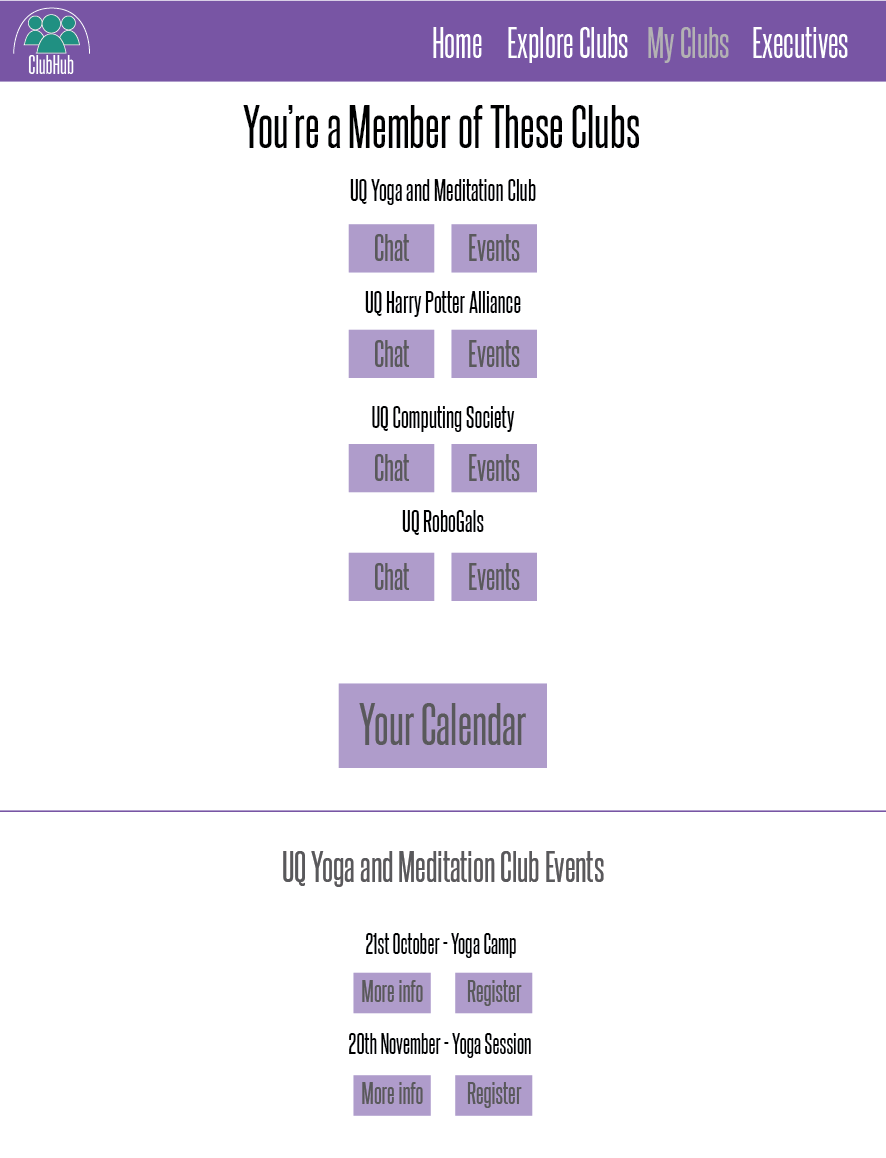 ClubHub
Home Explore Clubs My Clubs Executives
You're a Member of These Clubs
UQ Yoga and Meditation Club
Chat Events
UQ Harry Potter Alliance
Chat Events
UQ Computing Society
Chat Events
UQ RoboGals
Chat Events
Your Calendar
UQ Yoga and Meditation Club Events
21st October - Yoga Camp
More info Register
20th November - Yoga Session
More info Register